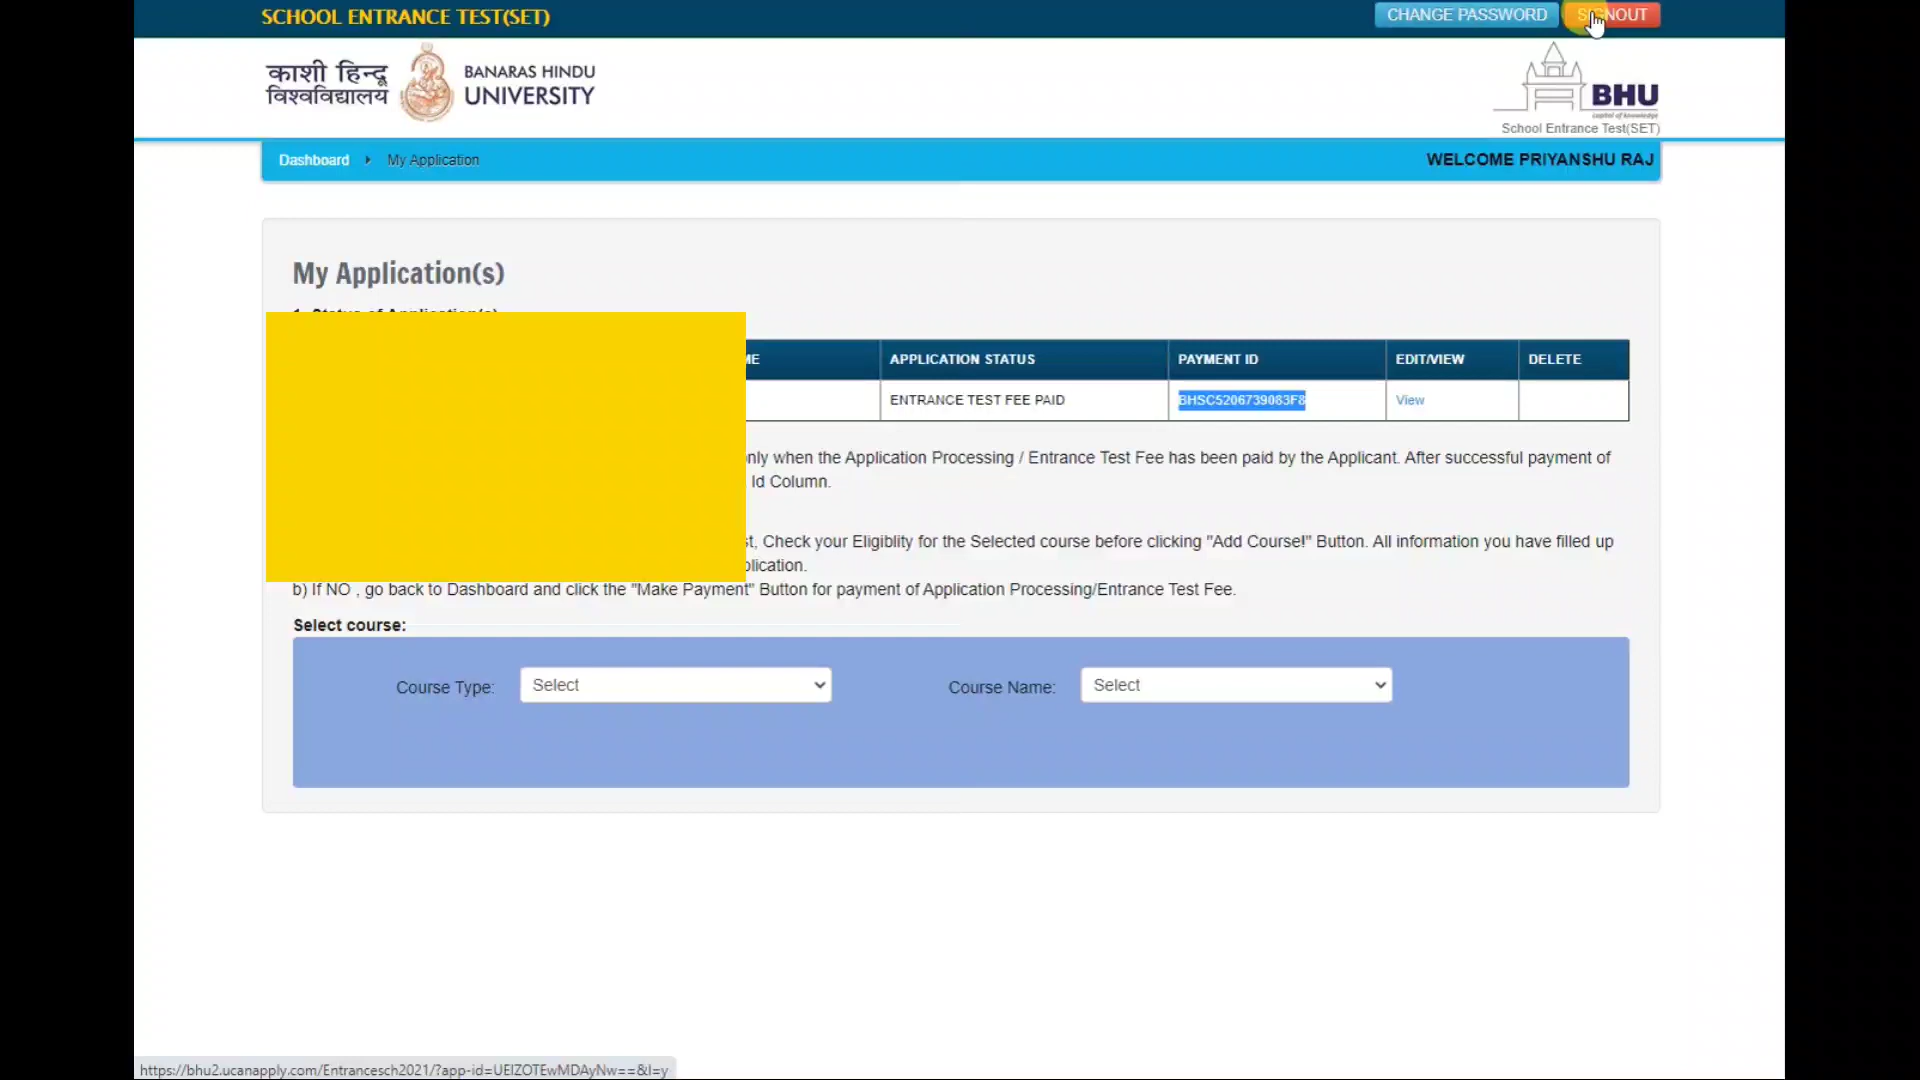 SCHOOL ENTRANCE TEST(SET)
CHANGE PASSWORD
SIGNOUT
काशी हिन्दू
विश्वविद्यालय
BANARAS HINDU
UNIVERSITY
BHU
capital of knowledge
School Entrance Test(SET)
Dashboard
My Application
WELCOME PRIYANSHU RAJ
My Application(s)
APPLICATION STATUS
PAYMENT ID
EDIT/VIEW
DELETE
ENTRANCE TEST FEE PAID
BHSC5206739083F8
View
when the Application Processing / Entrance Test Fee has been paid by the Applicant. After successful payment of
Id Column.
Check your Eligiblity for the Selected course before clicking "Add Course!" Button. All information you have filled up
b) If NO , go back to Dashboard and click the "Make Payment" Button for payment of Application Processing/Entrance Test Fee.
Select course:
Course Type:
Select
Course Name:
Select
https://bhu2.ucanapply.com/Entrancesch2021/?app-id=UElZOTEwMDAyNw==&l=y